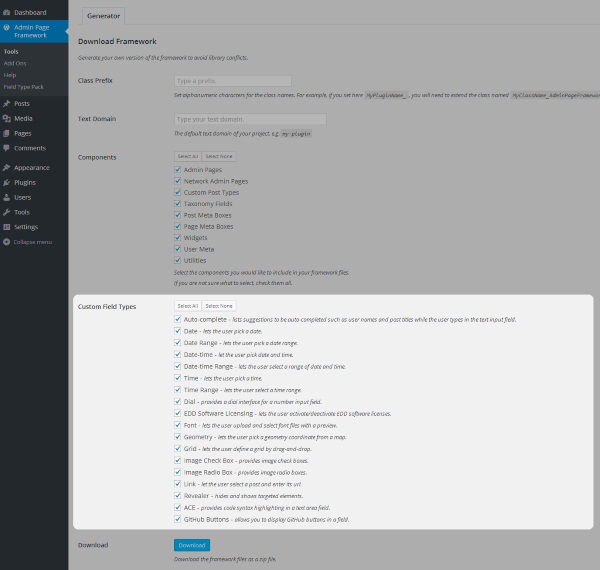 Dashboard
Admin Page
Framework
Tools
Add Ons
Help
Field Type Pack
Posts
Media
Pages
Comments
Appearance
Plugins
Users
Tools
Settings
Collapse menu
Generator
Download Framework
Generate your own version of the framework to avoid library conflicts.
Class Prefix
Type a prefix.
Set alphanumeric characters for the class names. For example, if you set here MyPluginName_ , you will need to extend the class named MyClassName_AdminPageFramewor
Text Domain
Type your text domain.
The default text domain of your project, e.g. my-plugin
Components
Select All Select None
Admin Pages
Network Admin Pages
Custom Post Types
Taxonomy Fields
Post Meta Boxes
Page Meta Boxes
Widgets
User Meta
Utilities
Select the components you would like to include in your framework files.
If you are not sure what to select, check them all.
Custom Field Types
Select All Select None
Auto-complete - lists suggestions to be auto-completed such as user names and post titles while the user types in the text input field.
Date - lets the user pick a date.
Date Range - lets the user pick a date range.
Date-time - let the user pick date and time.
Date-time Range - lets the user select a range of date and time.
Time - lets the user pick a time.
Time Range - lets the user select a time range.
Dial - provides a dial interface for a number input field.
EDD Software Licensing - lets the user activate/deactivate EDD software licenses.
Font - lets the user upload and select font files with a preview.
Geometry - lets the user pick a geometry coordinate from a map.
Grid - lets the user define a grid by drag-and-drop.
Image Check Box - provides image check boxes.
Image Radio Box - provides image radio boxes.
Link - let the user select a post and enter its url.
Revealer - hides and shows targeted elements.
ACE - provides code syntax highlighting in a text area field.
GitHub Buttons - allows you to display GitHub buttons in a field.
Download
Download
Download the framework files as a zip file.